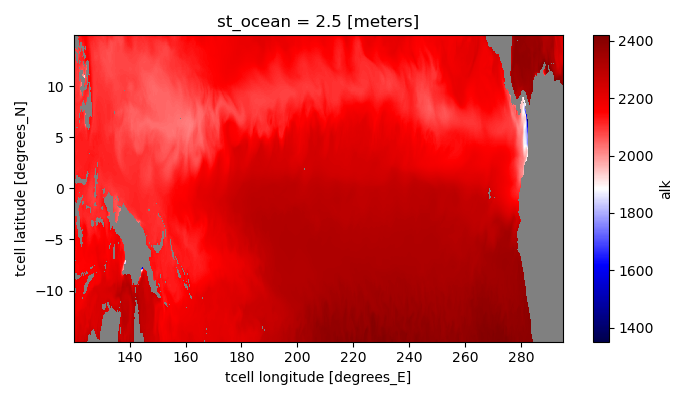 st_ocean = 2.5 [meters]
tcell latitude [degrees_N]
10
5
0
−5
−10
140 160 180 200 220 240 260 280
tcell longitude [degrees_E]
2400
2200
2000
1800
1600
1400
alk